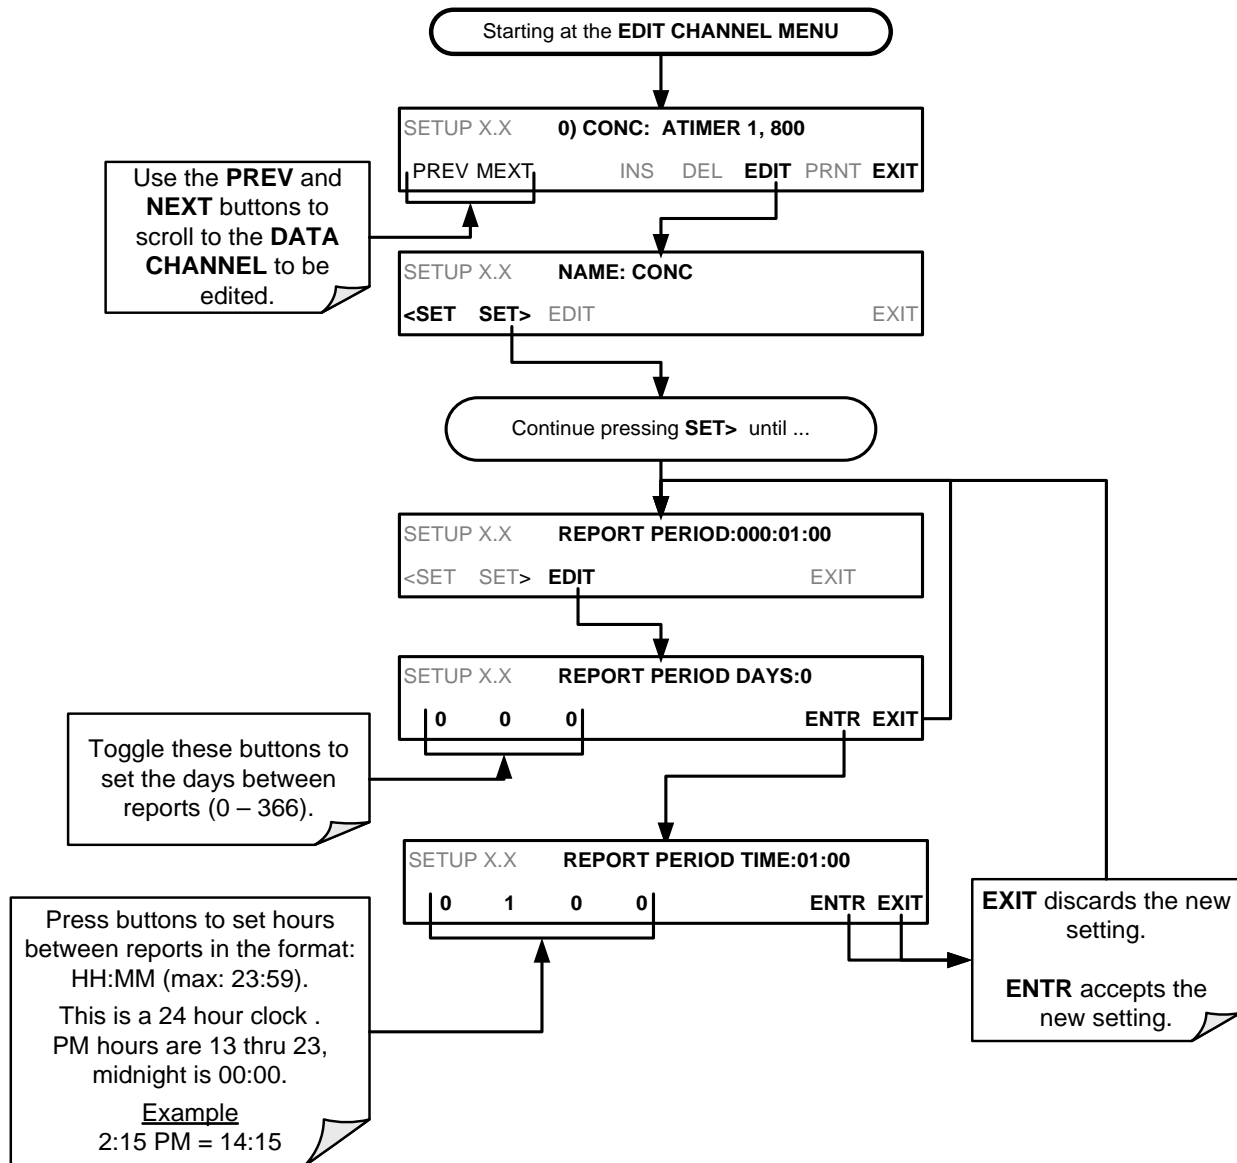 Starting at the EDIT CHANNEL MENU
SETUP X.X 0) CONC: ATIMER 1, 800
PREV MEXT INS DEL EDIT PRNT EXIT
Use the PREV and
NEXT buttons to
scroll to the DATA
CHANNEL to be
edited.
SETUP X.X NAME: CONC
<SET SET> EDIT EXIT
Continue pressing SET> until ...
SETUP X.X REPORT PERIOD:000:01:00
<SET SET> EDIT EXIT
SETUP X.X REPORT PERIOD DAYS:0
0 0 0 ENTR EXIT
Toggle these buttons to
set the days between
reports (0 – 366).
SETUP X.X REPORT PERIOD TIME:01:00
0 1 0 0 ENTR EXIT
Press buttons to set hours
between reports in the format:
HH:MM (max: 23:59).
This is a 24 hour clock .
PM hours are 13 thru 23,
midnight is 00:00.
Example
2:15 PM = 14:15
EXIT discards the new
setting.
ENTR accepts the
new setting.